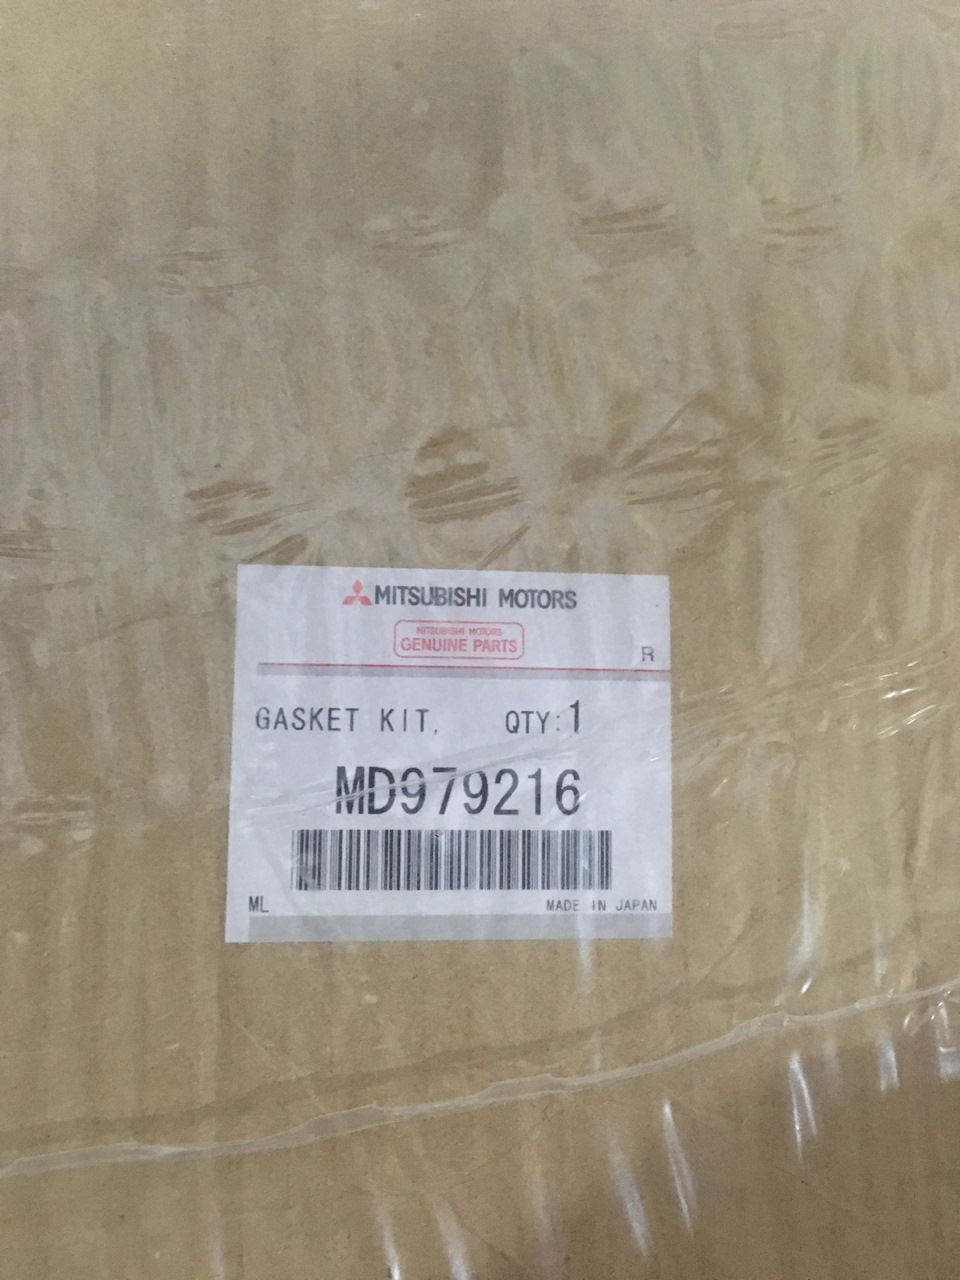 MITSUBISHI MOTORS
MITSUBISHI MOTORS
GENUINE PARTS
R
GASKET KIT, QTY:1
MD979216
ML MADE IN JAPAN